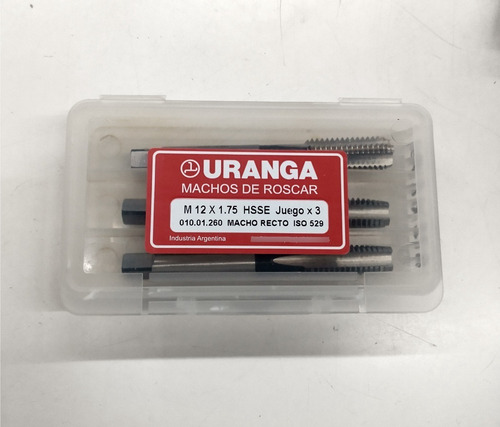 URANGA
MACHOS DE ROSCAR
M 12 X 1.75 HSSE Juego x 3
010.01.260 MACHO RECTO ISO 529
Industria Argentina